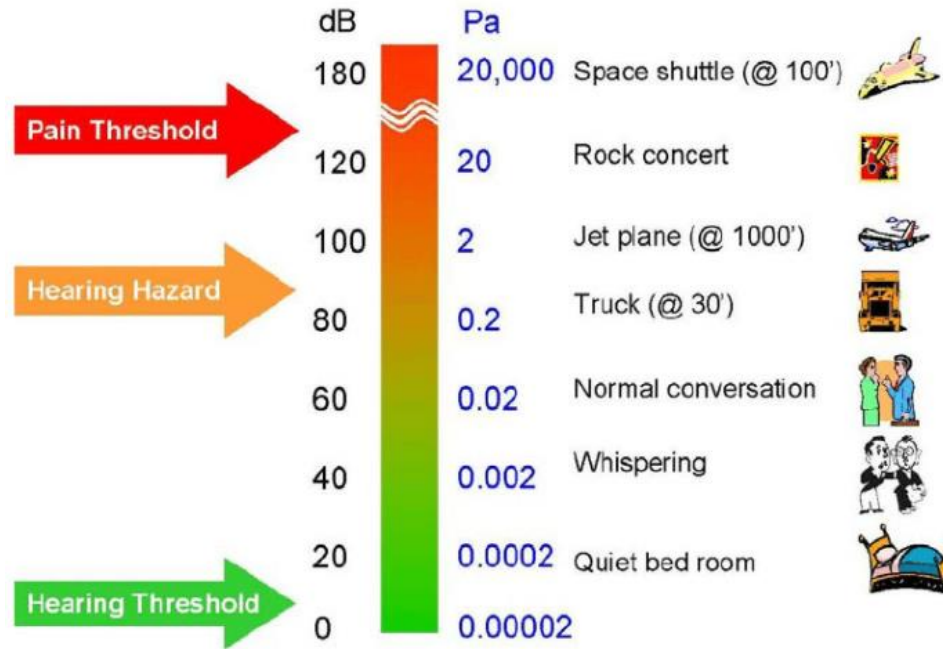 dB Pa
180 20,000 Space shuttle (@ 100')
Pain Threshold
120 20 Rock concert
100 2 Jet plane (@ 1000')
Hearing Hazard
80 0.2 Truck (@ 30')
60 0.02 Normal conversation
40 0.002 Whispering
20 0.0002 Quiet bed room
Hearing Threshold
0 0.00002